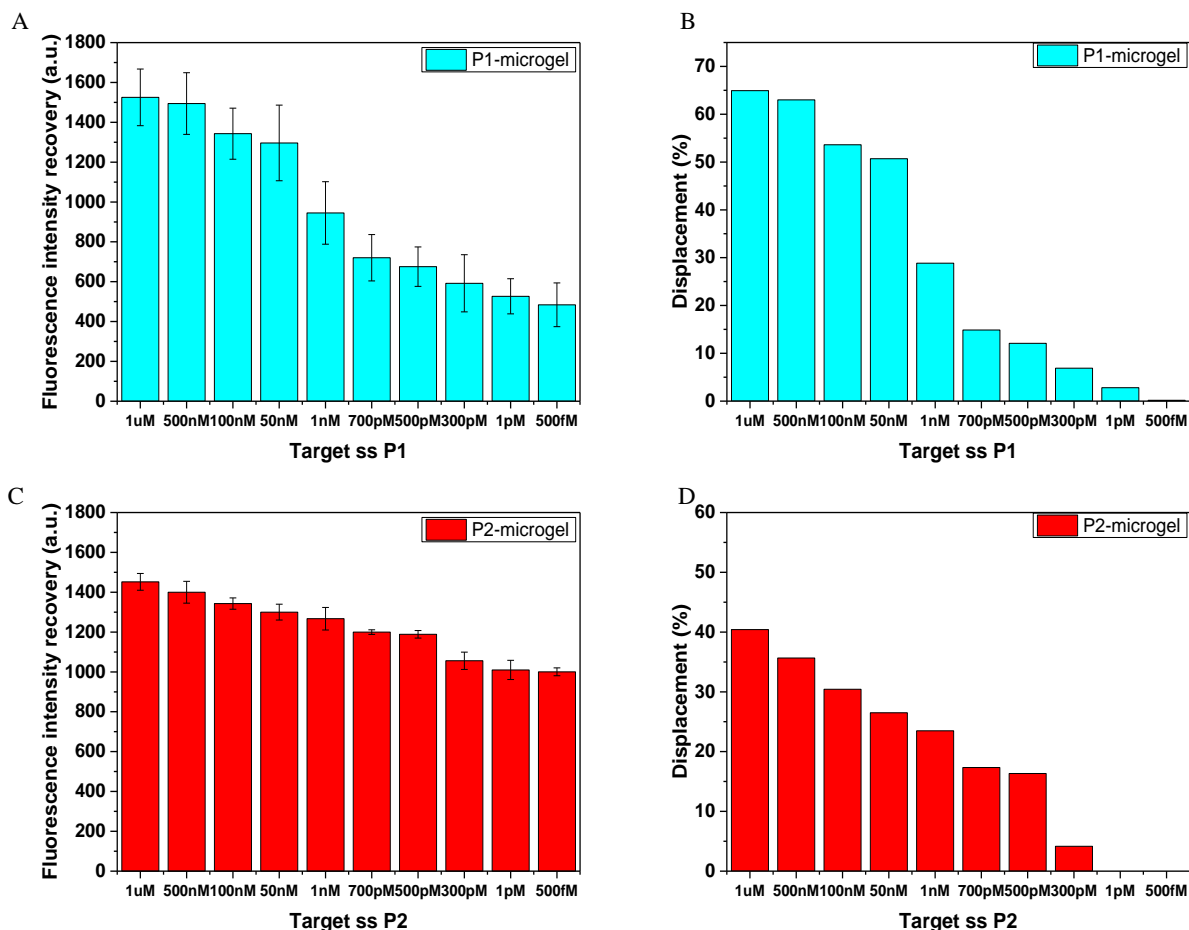 A
Fluorescence intensity recovery (a.u.)
1800
1600
1400
1200
1000
800
600
400
200
0
P1-microgel
1uM 500nM 100nM 50nM 1nM 700pM 500pM 300pM 1pM 500fM
Target ss P1
B
Displacement (%)
70
60
50
40
30
20
10
0
P1-microgel
1uM 500nM 100nM 50nM 1nM 700pM 500pM 300pM 1pM 500fM
Target ss P1
C
Fluorescence intensity recovery (a.u.)
1800
1600
1400
1200
1000
800
600
400
200
0
P2-microgel
1uM 500nM 100nM 50nM 1nM 700pM 500pM 300pM 1pM 500fM
Target ss P2
D
Displacement (%)
60
50
40
30
20
10
0
P2-microgel
1uM 500nM 100nM 50nM 1nM 700pM 500pM 300pM 1pM 500fM
Target ss P2